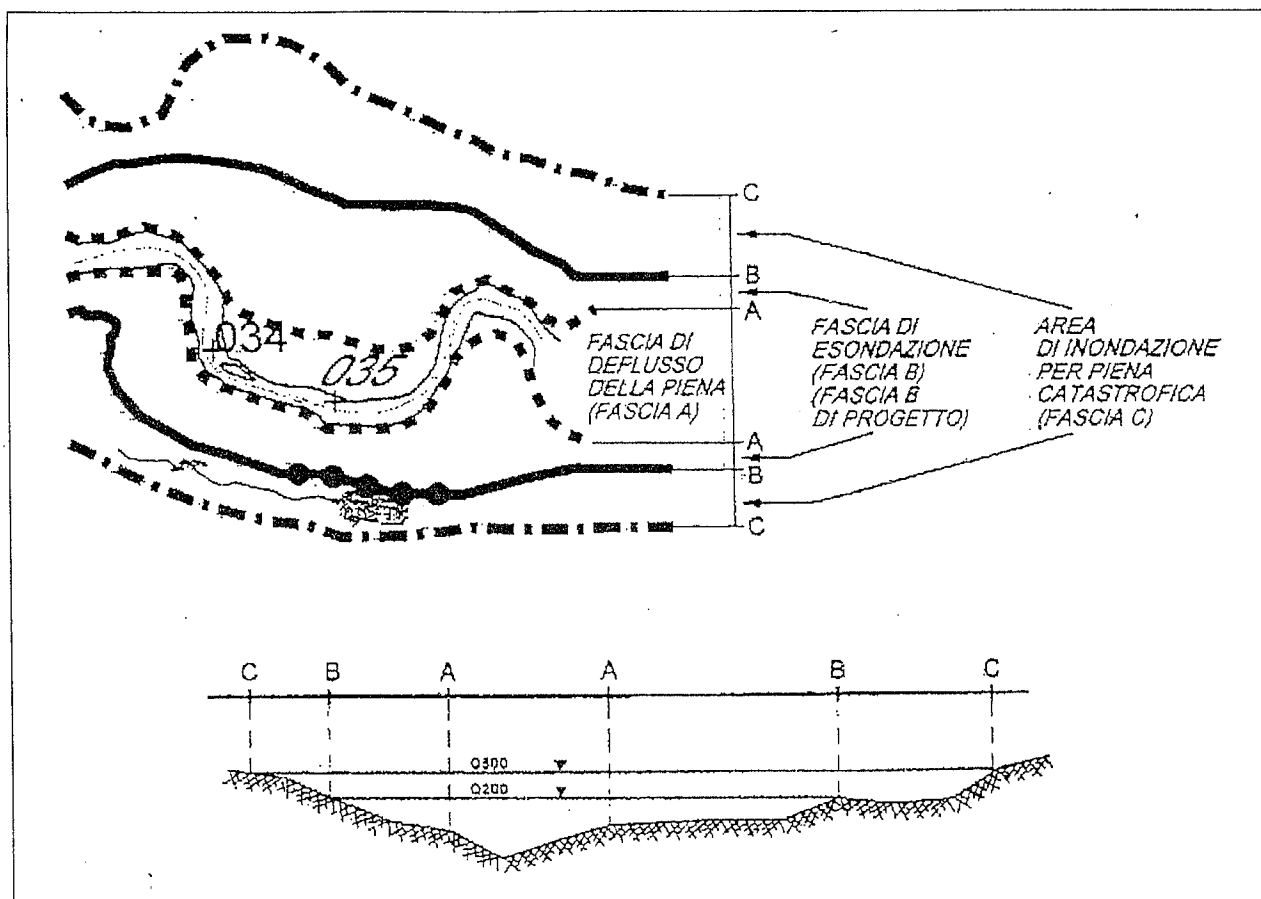 C
B
A
034
035
FASCIA DI
DEFLUSSO
DELLA PIENA
(FASCIA A)
FASCIA DI
ESONDAZIONE
(FASCIA B)
(FASCIA B
DI PROGETTO)
AREA
DI INONDAZIONE
PER PIENA
CATASTROFICA
(FASCIA C)
A
B
C
C B A A B C
Q500
Q200